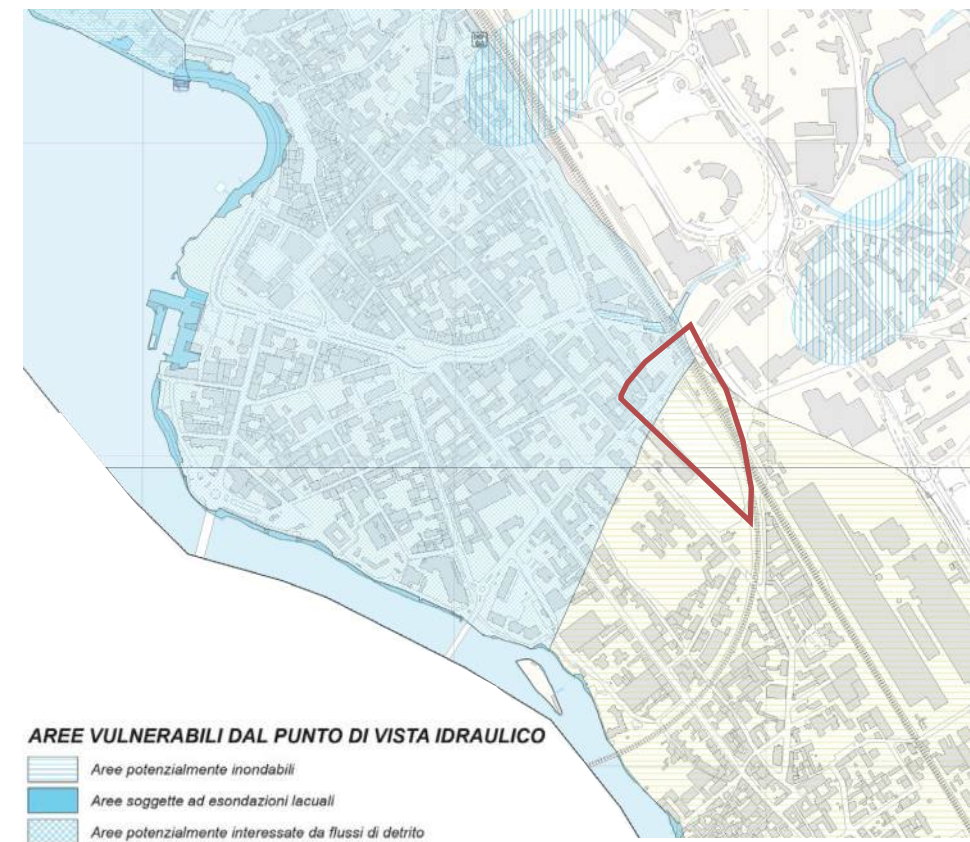 AREE VULNERABILI DAL PUNTO DI VISTA IDRAULICO
Aree potenzialmente inondabili
Aree soggette ad esondazioni lacuali
Aree potenzialmente interessate da flussi di detrito